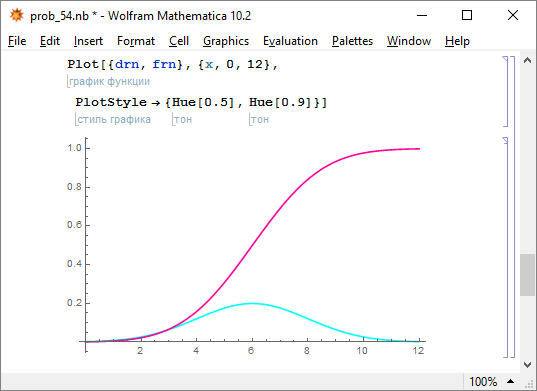 prob_54.nb * - Wolfram Mathematica 10.2
File Edit Insert Format Cell Graphics Evaluation Palettes Window Help
Plot[{drn, frn}, {x, 0, 12},
график функции
PlotStyle → {Hue[0.5], Hue[0.9]}]
стиль графика тон тон
1.0
0.8
0.6
0.4
0.2
2 4 6 8 10 12
100%